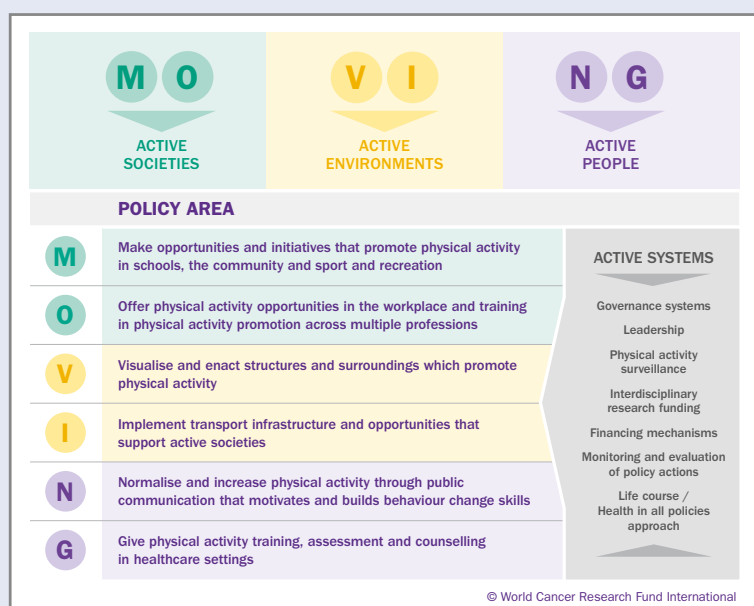 M O V I N G
ACTIVE
SOCIETIES
ACTIVE
ENVIRONMENTS
ACTIVE
PEOPLE
POLICY AREA
M
Make opportunities and initiatives that promote physical activity
in schools, the community and sport and recreation
O
Offer physical activity opportunities in the workplace and training
in physical activity promotion across multiple professions
V
Visualise and enact structures and surroundings which promote
physical activity
I
Implement transport infrastructure and opportunities that
support active societies
N
Normalise and increase physical activity through public
communication that motivates and builds behaviour change skills
G
Give physical activity training, assessment and counselling
in healthcare settings
ACTIVE SYSTEMS
Governance systems
Leadership
Physical activity
surveillance
Interdisciplinary
research funding
Financing mechanisms
Monitoring and evaluation
of policy actions
Life course /
Health in all policies
approach
© World Cancer Research Fund International